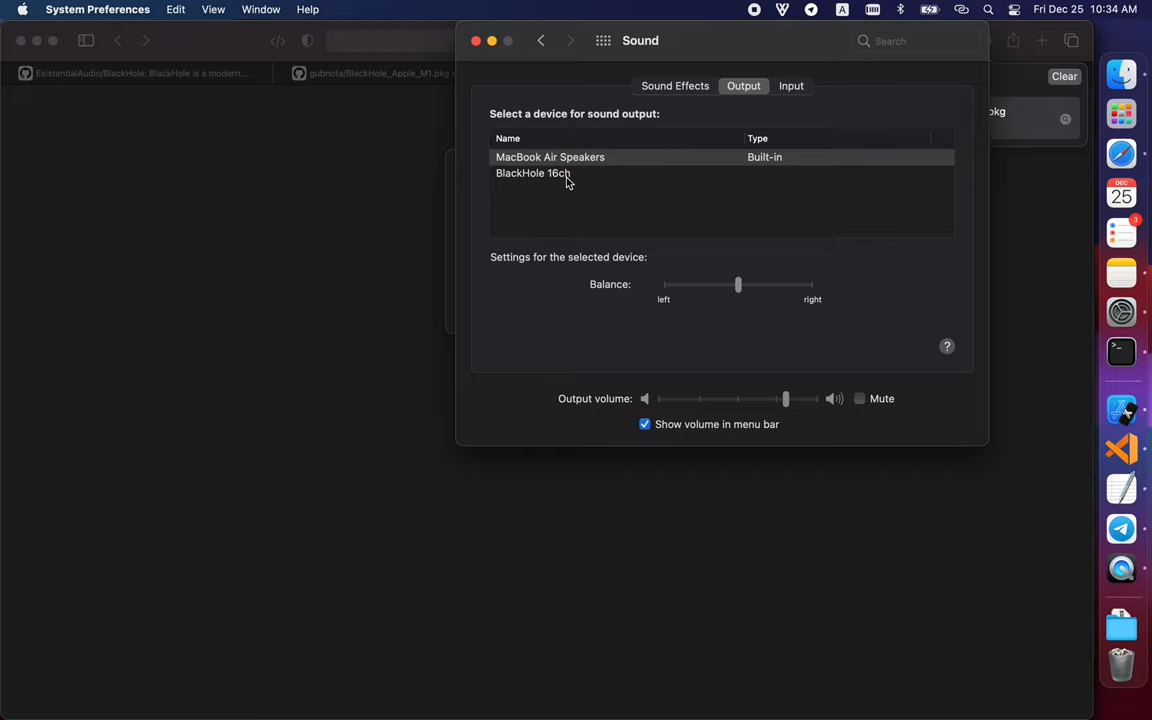 System Preferences Edit View Window Help A Fri Dec 25 10:34 AM
Sound Search
ExistentialAudio/BlackHole: BlackHole is a modern... gubnota/BlackHole_Apple_M1.pkg a Clear
Sound Effects Output Input
Select a device for sound output: pkg
Name Type
MacBook Air Speakers Built-in
BlackHole 16ch
DEC
25
3
Settings for the selected device:
Balance:
left right
?
>_
Output volume: Mute
Show volume in menu bar